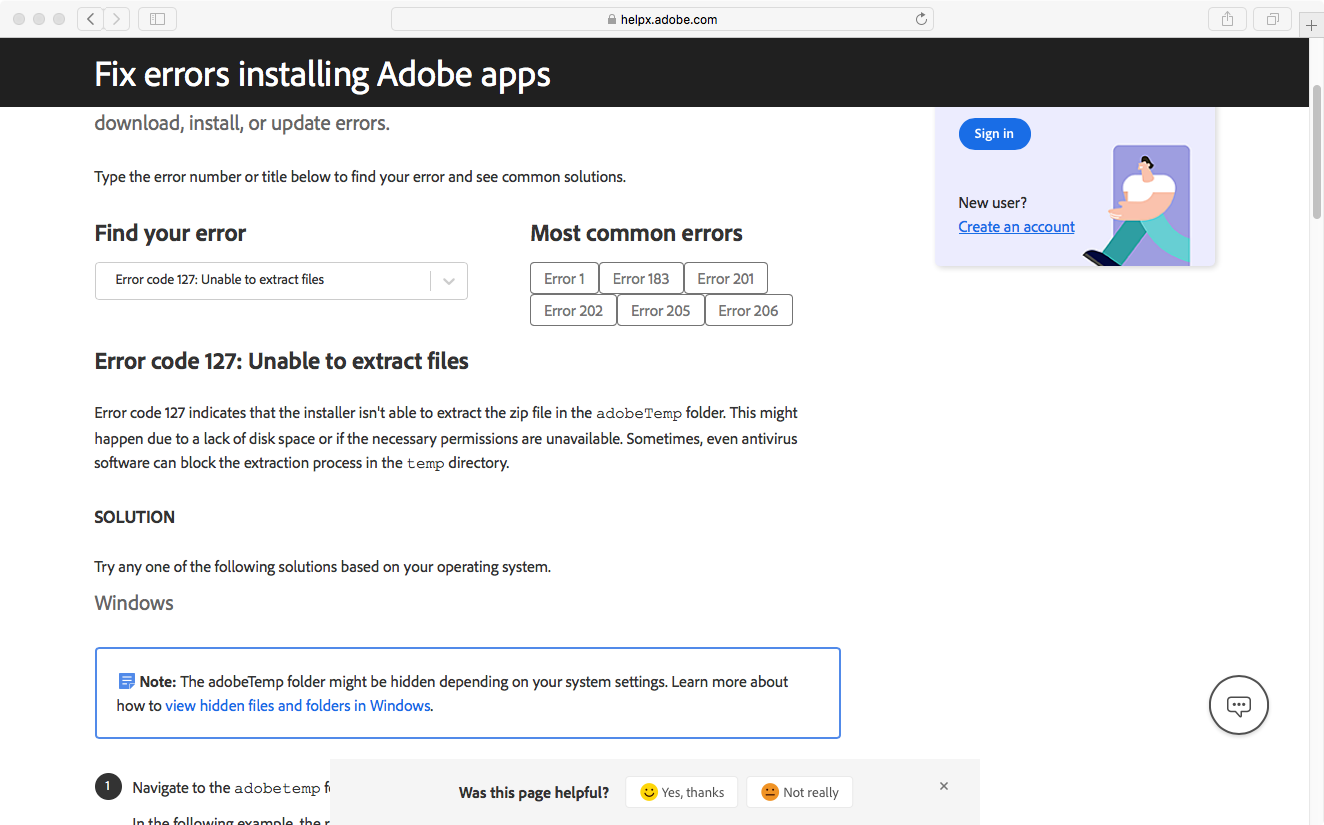 helpx.adobe.com
Fix errors installing Adobe apps
download, install, or update errors.
Sign in
New user?
Create an account
Type the error number or title below to find your error and see common solutions.
Find your error
Error code 127: Unable to extract files
Most common errors
Error 1 Error 183 Error 201
Error 202 Error 205 Error 206
Error code 127: Unable to extract files
Error code 127 indicates that the installer isn't able to extract the zip file in the adobeTemp folder. This might
happen due to a lack of disk space or if the necessary permissions are unavailable. Sometimes, even antivirus
software can block the extraction process in the temp directory.
SOLUTION
Try any one of the following solutions based on your operating system.
Windows
Note: The adobeTemp folder might be hidden depending on your system settings. Learn more about
how to view hidden files and folders in Windows.
1 Navigate to the adobetemp
In the following example, the
Was this page helpful? Yes, thanks Not really